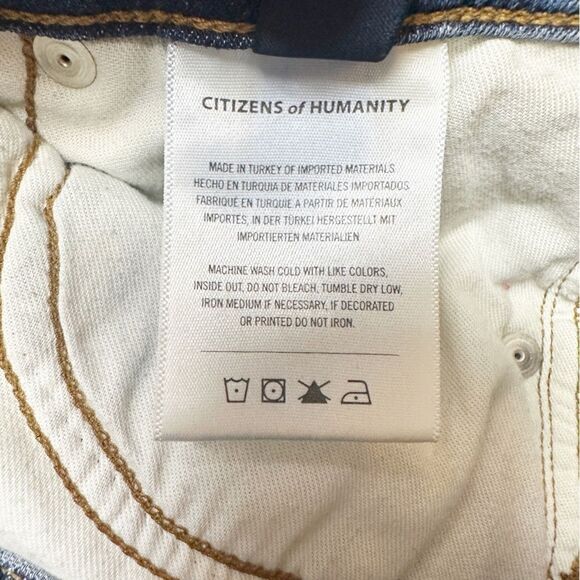 CITIZENS of HUMANITY
MADE IN TURKEY OF IMPORTED MATERIALS
HECHO EN TURQUIA DE MATERIALES IMPORTADOS
FABRIQUÉ EN TURQUIE A PARTIR DE MATÉRIAUX
IMPORTES, IN DER TÜRKEI HERGESTELLT MIT
IMPORTIERTEN MATERIALIEN
MACHINE WASH COLD WITH LIKE COLORS,
INSIDE OUT, DO NOT BLEACH, TUMBLE DRY LOW,
IRON MEDIUM IF NECESSARY, IF DECORATED
OR PRINTED DO NOT IRON.